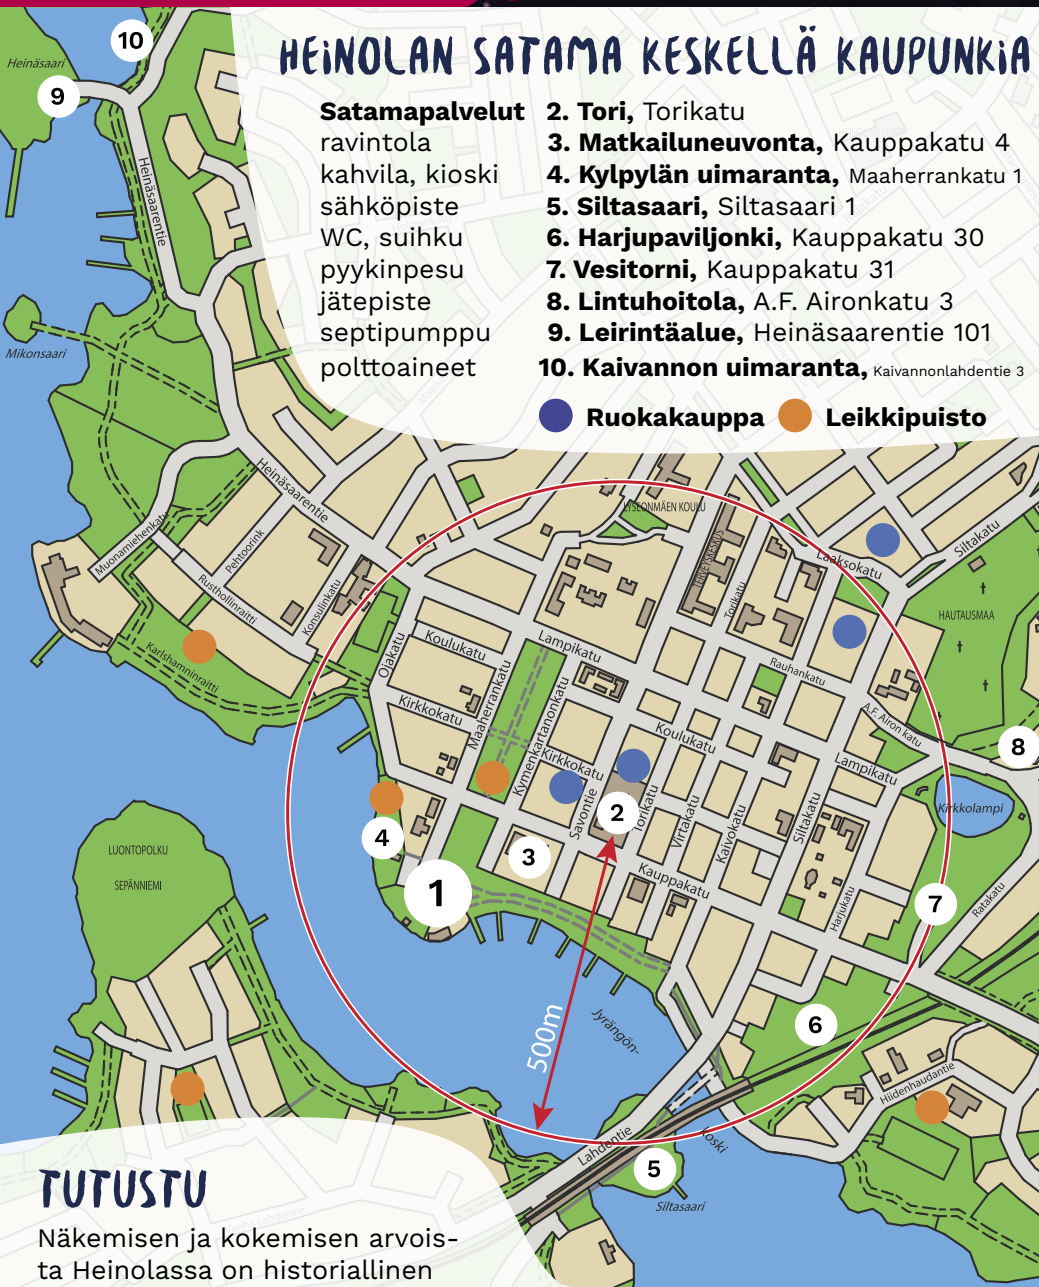 HEINOLAN SATAMA KESKELLÄ KAUPUNKIA
Satamapalvelut
ravintola
kahvila, kioski
sähköpiste
WC, suihku
pyykinpesu
jätepiste
septipumppu
polttoaineet
2. Tori, Torikatu
3. Matkailuneuvonta, Kauppakatu 4
4. Kylpylän uimaranta, Maaherrankatu 1
5. Siltasaari, Siltasaari 1
6. Harjupaviljonki, Kauppakatu 30
7. Vesitorni, Kauppakatu 31
8. Lintuhoitola, A.F. Aironkatu 3
9. Leirintäalue, Heinäsaarentie 101
10. Kaivannon uimaranta, Kaivannonlahdentie 3
Ruokakauppa
Leikkipuisto
10
Heinäsaari
9
Heinäsaarentie
Mikonsaari
Heinäsaarentie
LYSEONMÄEN KOULU
TERVEYSKESKUS
Laaksokatu
Siltakatu
Muonamiehenkatu
Pehtoorink
Rusthollinraitti
Konsulinkatu
Torikatu
HAUTAUSMAA
Karlshamninraitti
Ojakatu
Koulukatu
Lampikatu
Rauhankatu
Kirkkokatu
Maaherrankatu
Kymenkartanonkatu
Kirkkokatu
Koulukatu
A.F. Airon katu
Lampikatu
8
Savontie
2
Torikatu
Virtakatu
Kaivokatu
Siltakatu
Kirkkolampi
4
3
Kauppakatu
1
Harjukatu
7
Ratakatu
LUONTOPOLKU
SEPÄNNIEMI
500m
Jyrängön-
6
Hiidenhaudantie
Lahdentie
Koski
5
Siltasaari
TUTUSTU
Vanha Lahdentie
Näkemisen ja kokemisen arvois-
ta Heinolassa on historiallinen